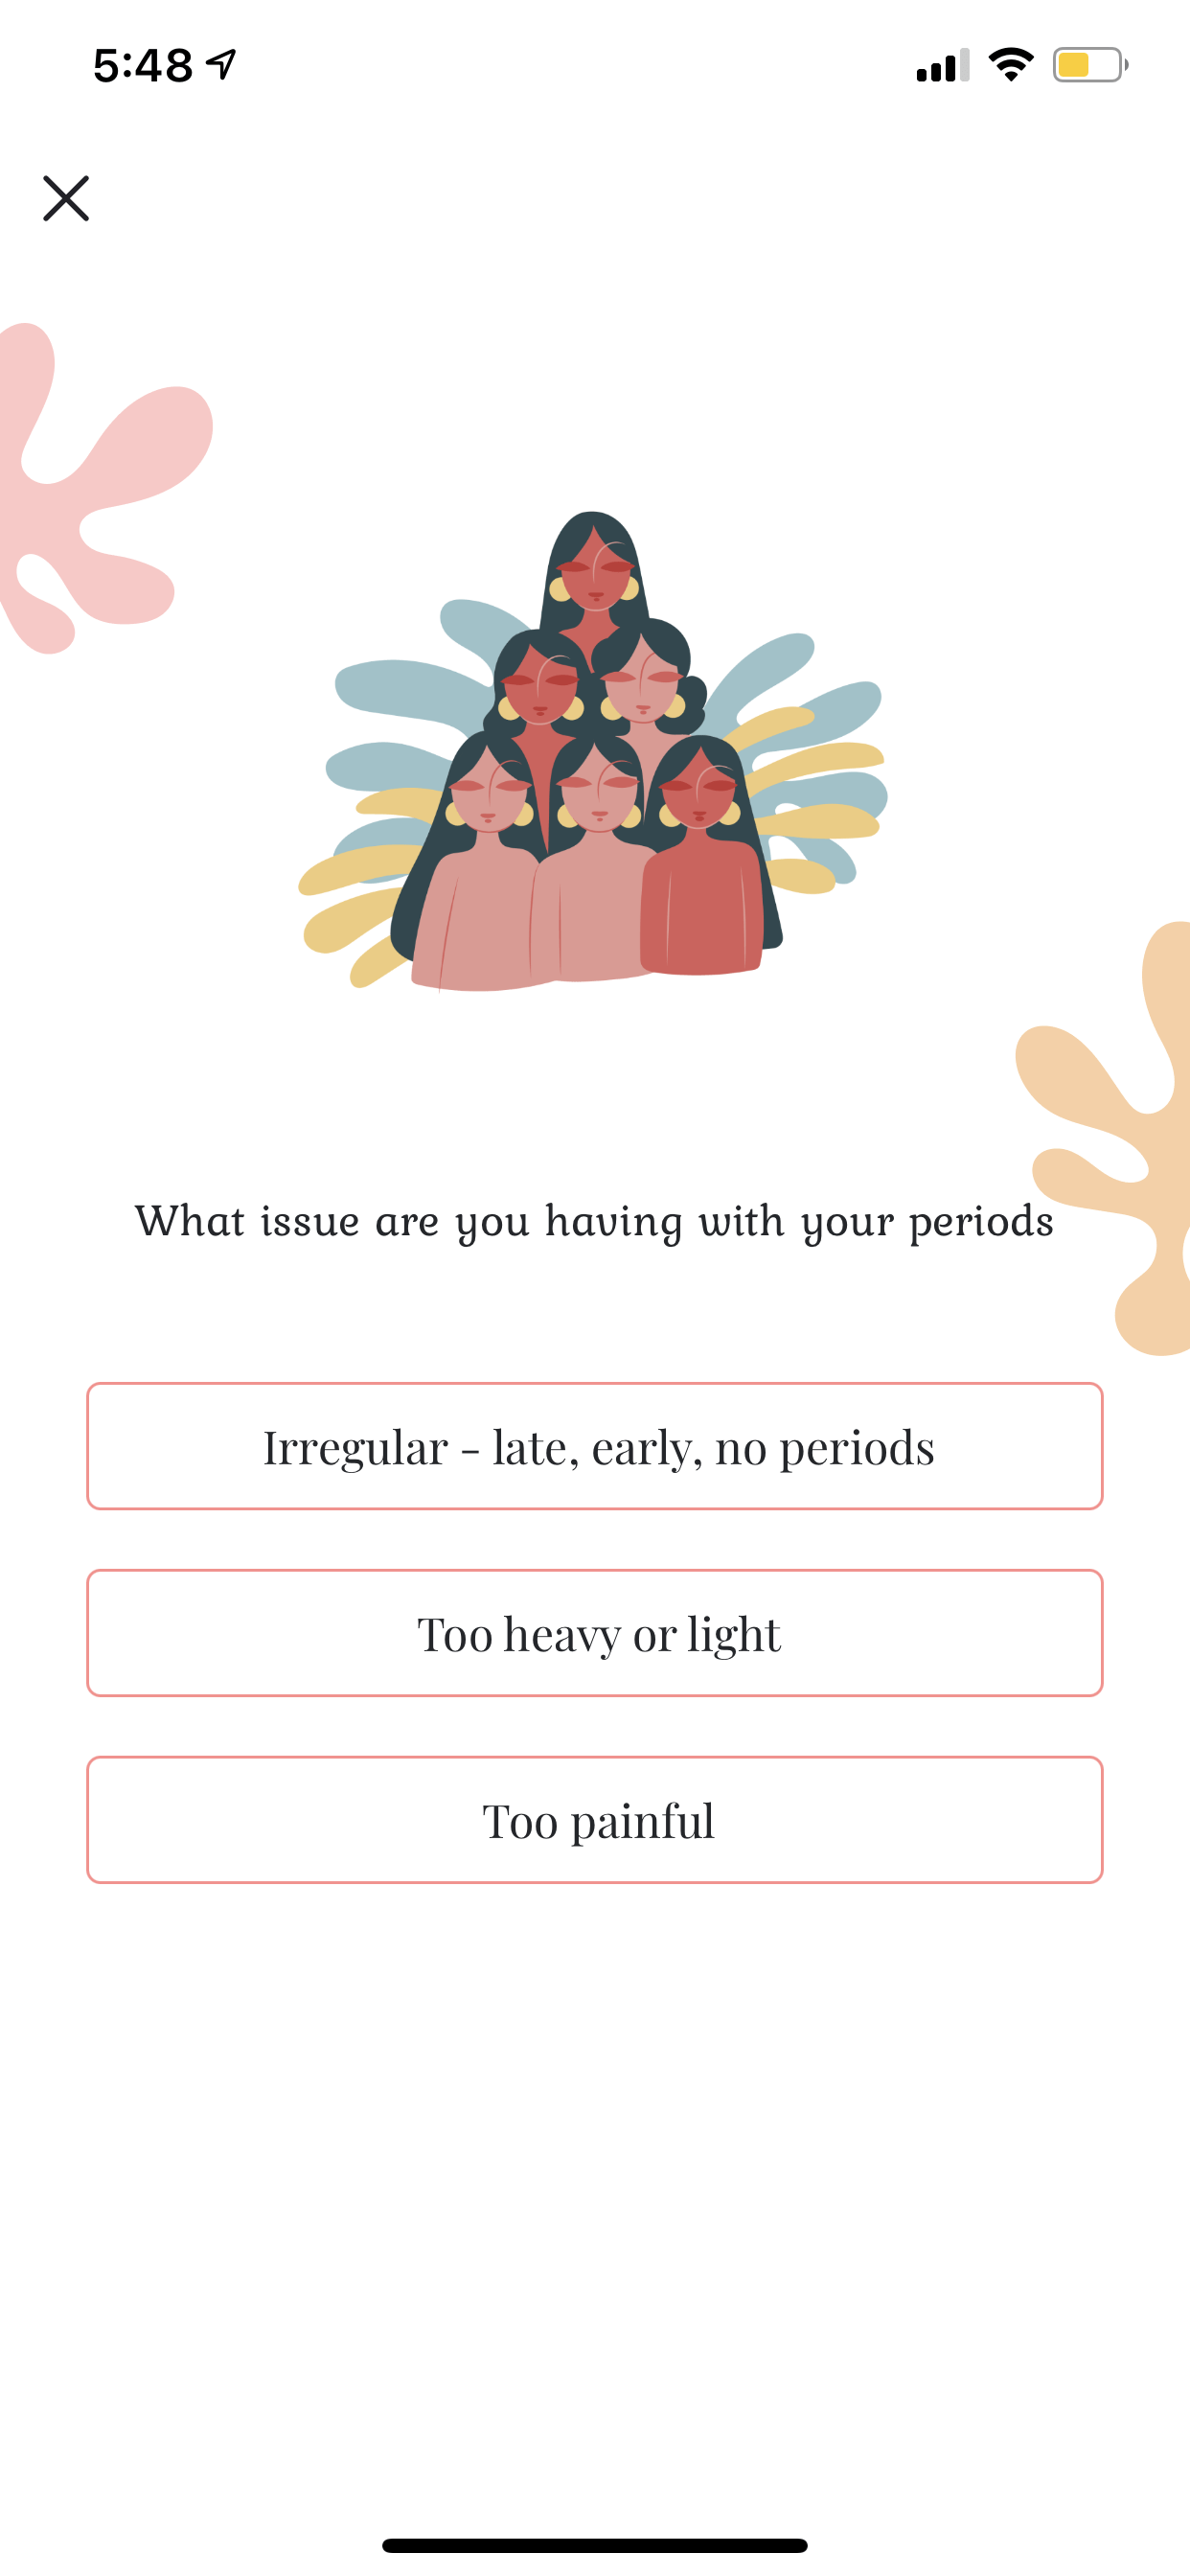 5:48
What issue are you having with your periods
Irregular - late, early, no periods
Too heavy or light
Too painful